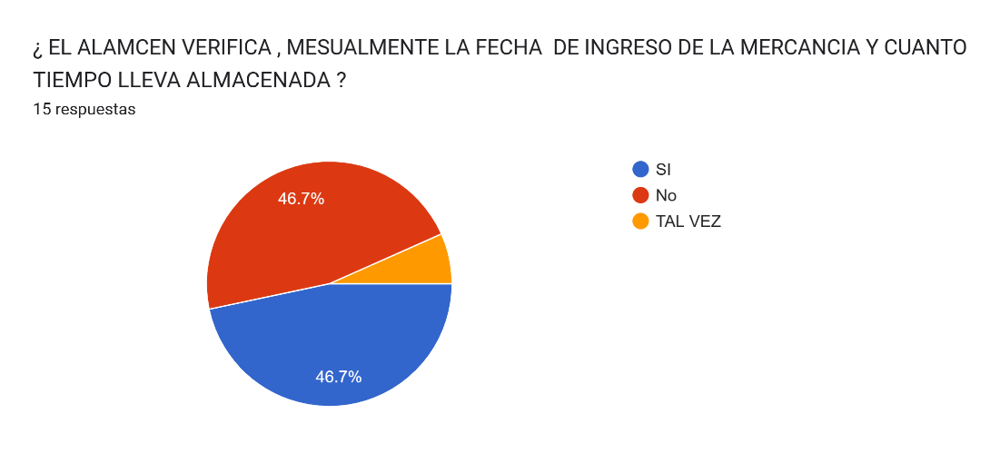 ¿ EL ALAMCEN VERIFICA , MESUALMENTE LA FECHA  DE INGRESO DE LA MERCANCIA Y CUANTO
TIEMPO LLEVA ALMACENADA ?
15 respuestas
46.7%
46.7%
SI
No
TAL VEZ